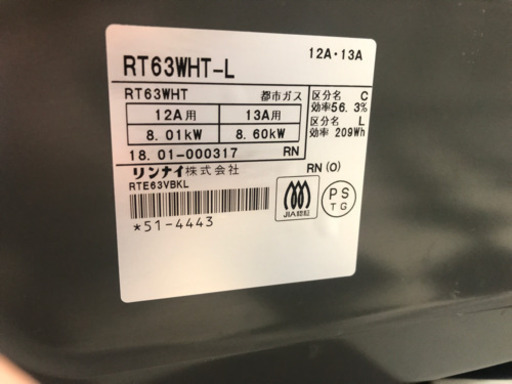 12A・13A
RT63WHT-L
RT63WHT 都市ガス
12A用 13A用
8.01kW 8.60kW
区分名 C
効率56.3%
区分名 L
効率 209Wh
18.01-000317 RN
リンナイ株式会社 RN(0)
RTE63VBKL
JIA認証
PS
TG
*51-4443